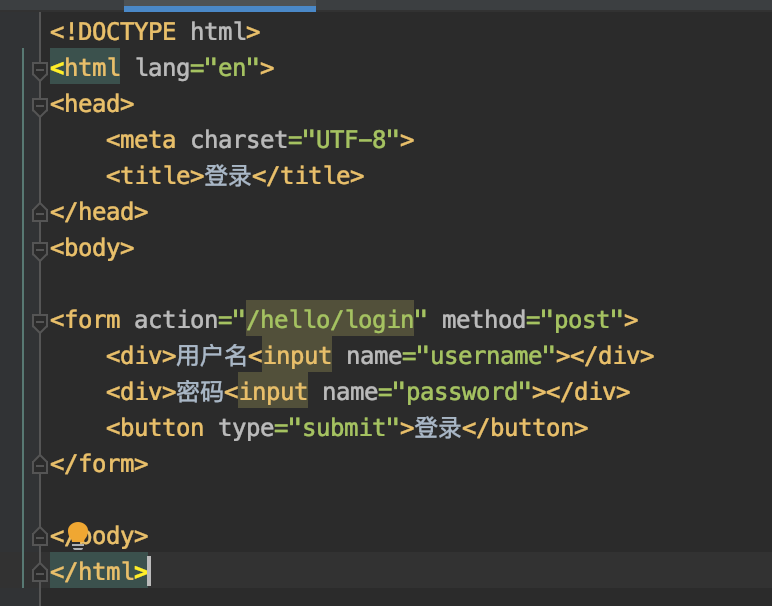 <!DOCTYPE html>
<html lang="en">
<head>
    <meta charset="UTF-8">
    <title>登录</title>
</head>
<body>

<form action="/hello/login" method="post">
    <div>用户名<input name="username"></div>
    <div>密码<input name="password"></div>
    <button type="submit">登录</button>
</form>

</body>
</html>